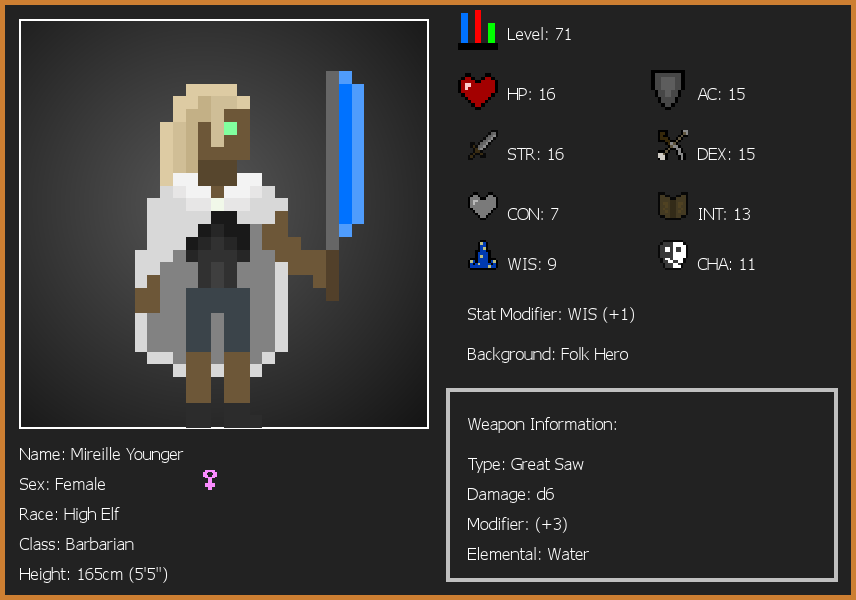 Level: 71
HP: 16
AC: 15
STR: 16
DEX: 15
CON: 7
INT: 13
WIS: 9
CHA: 11
Stat Modifier: WIS (+1)
Background: Folk Hero
Weapon Information:
Type: Great Saw
Damage: d6
Modifier: (+3)
Elemental: Water
Name: Mireille Younger
Sex: Female
Race: High Elf
Class: Barbarian
Height: 165cm (5'5")